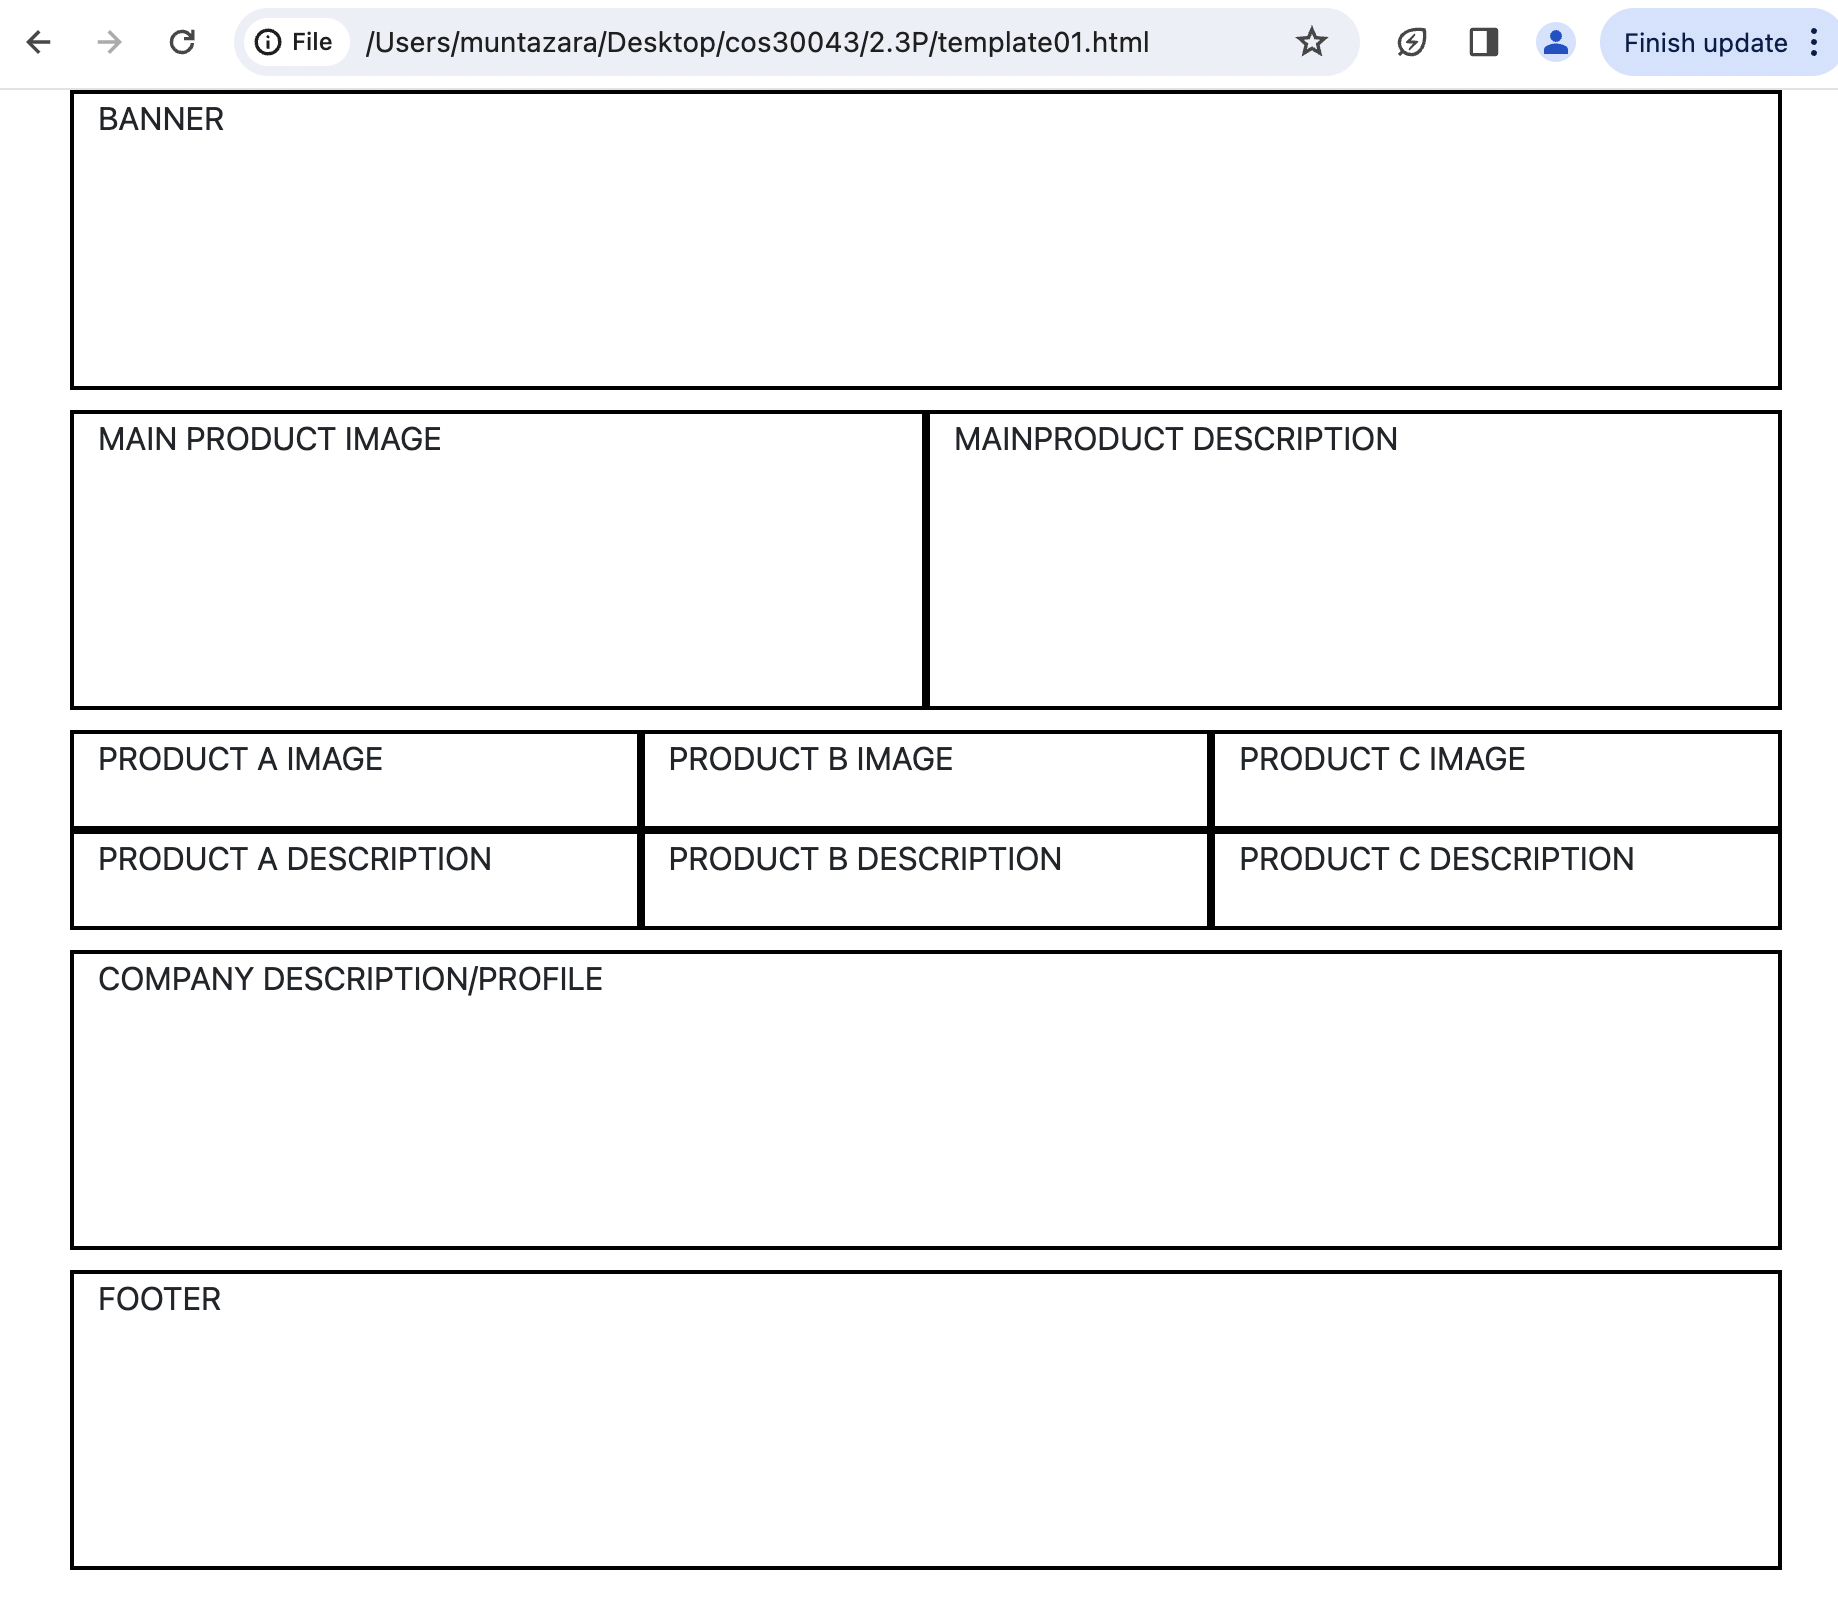 File /Users/muntazara/Desktop/cos30043/2.3P/template01.html Finish update
BANNER
MAIN PRODUCT IMAGE MAINPRODUCT DESCRIPTION
PRODUCT A IMAGE PRODUCT B IMAGE PRODUCT C IMAGE
PRODUCT A DESCRIPTION PRODUCT B DESCRIPTION PRODUCT C DESCRIPTION
COMPANY DESCRIPTION/PROFILE
FOOTER